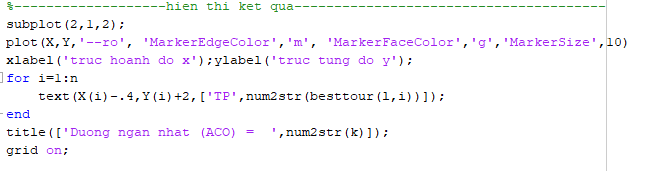 %-------------------hien thi ket qua---------------------------------------
subplot(2,1,2);
plot(X,Y,'--ro', 'MarkerEdgeColor','m', 'MarkerFaceColor','g','MarkerSize',10)
xlabel('truc hoanh do x');ylabel('truc tung do y');
for i=1:n
    text(X(i)-.4,Y(i)+2,['TP',num2str(besttour(1,i))]);
end
title(['Duong ngan nhat (ACO) =  ',num2str(k)]);
grid on;